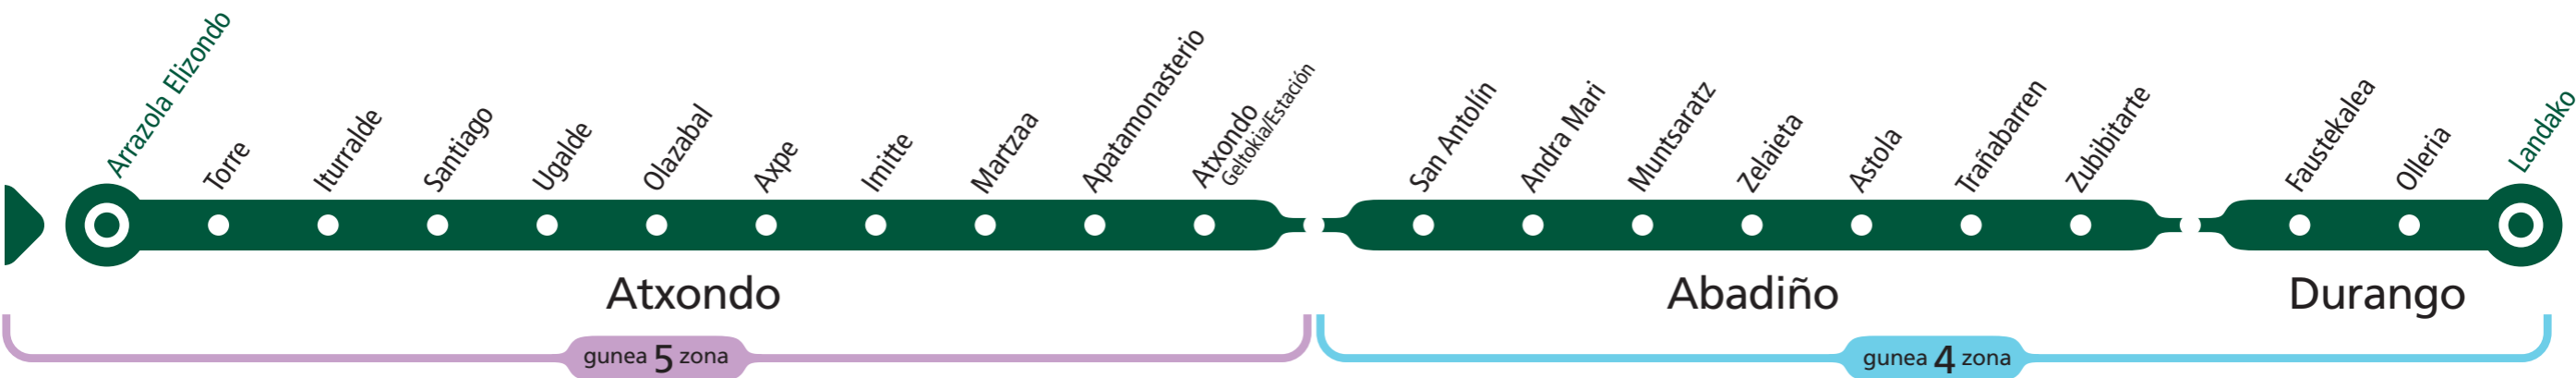 Arrazola Elizondo
Torre
Iturralde
Santiago
Ugalde
Olazabal
Axpe
Imitte
Martzaa
Apatamonasterio
Atxondo
Geltokia/Estación
San Antolín
Andra Mari
Muntsaratz
Zelaieta
Astola
Trañabarren
Zubibitarte
Faustekalea
Olleria
Landako
Atxondo
Abadiño
Durango
gunea 5 zona
gunea 4 zona